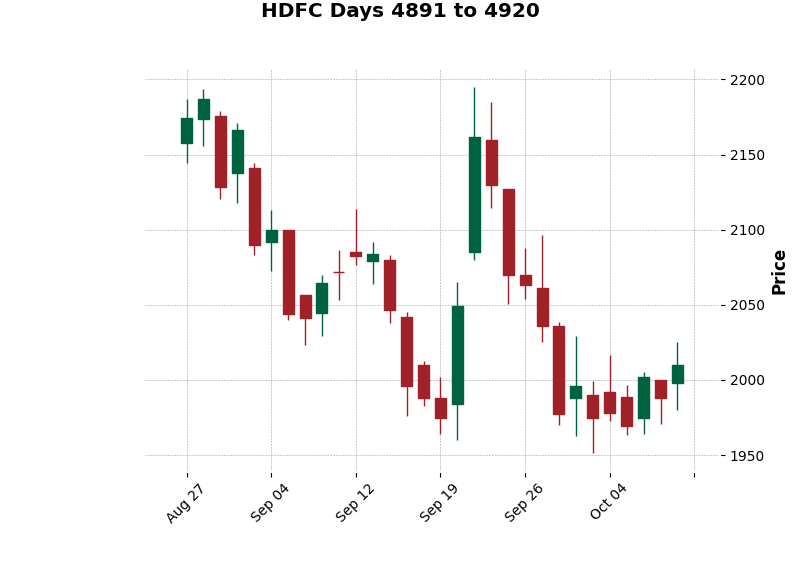 HDFC Days 4891 to 4920
2200
2150
2100
2050
2000
1950
Price
Aug 27
Sep 04
Sep 12
Sep 19
Sep 26
Oct 04